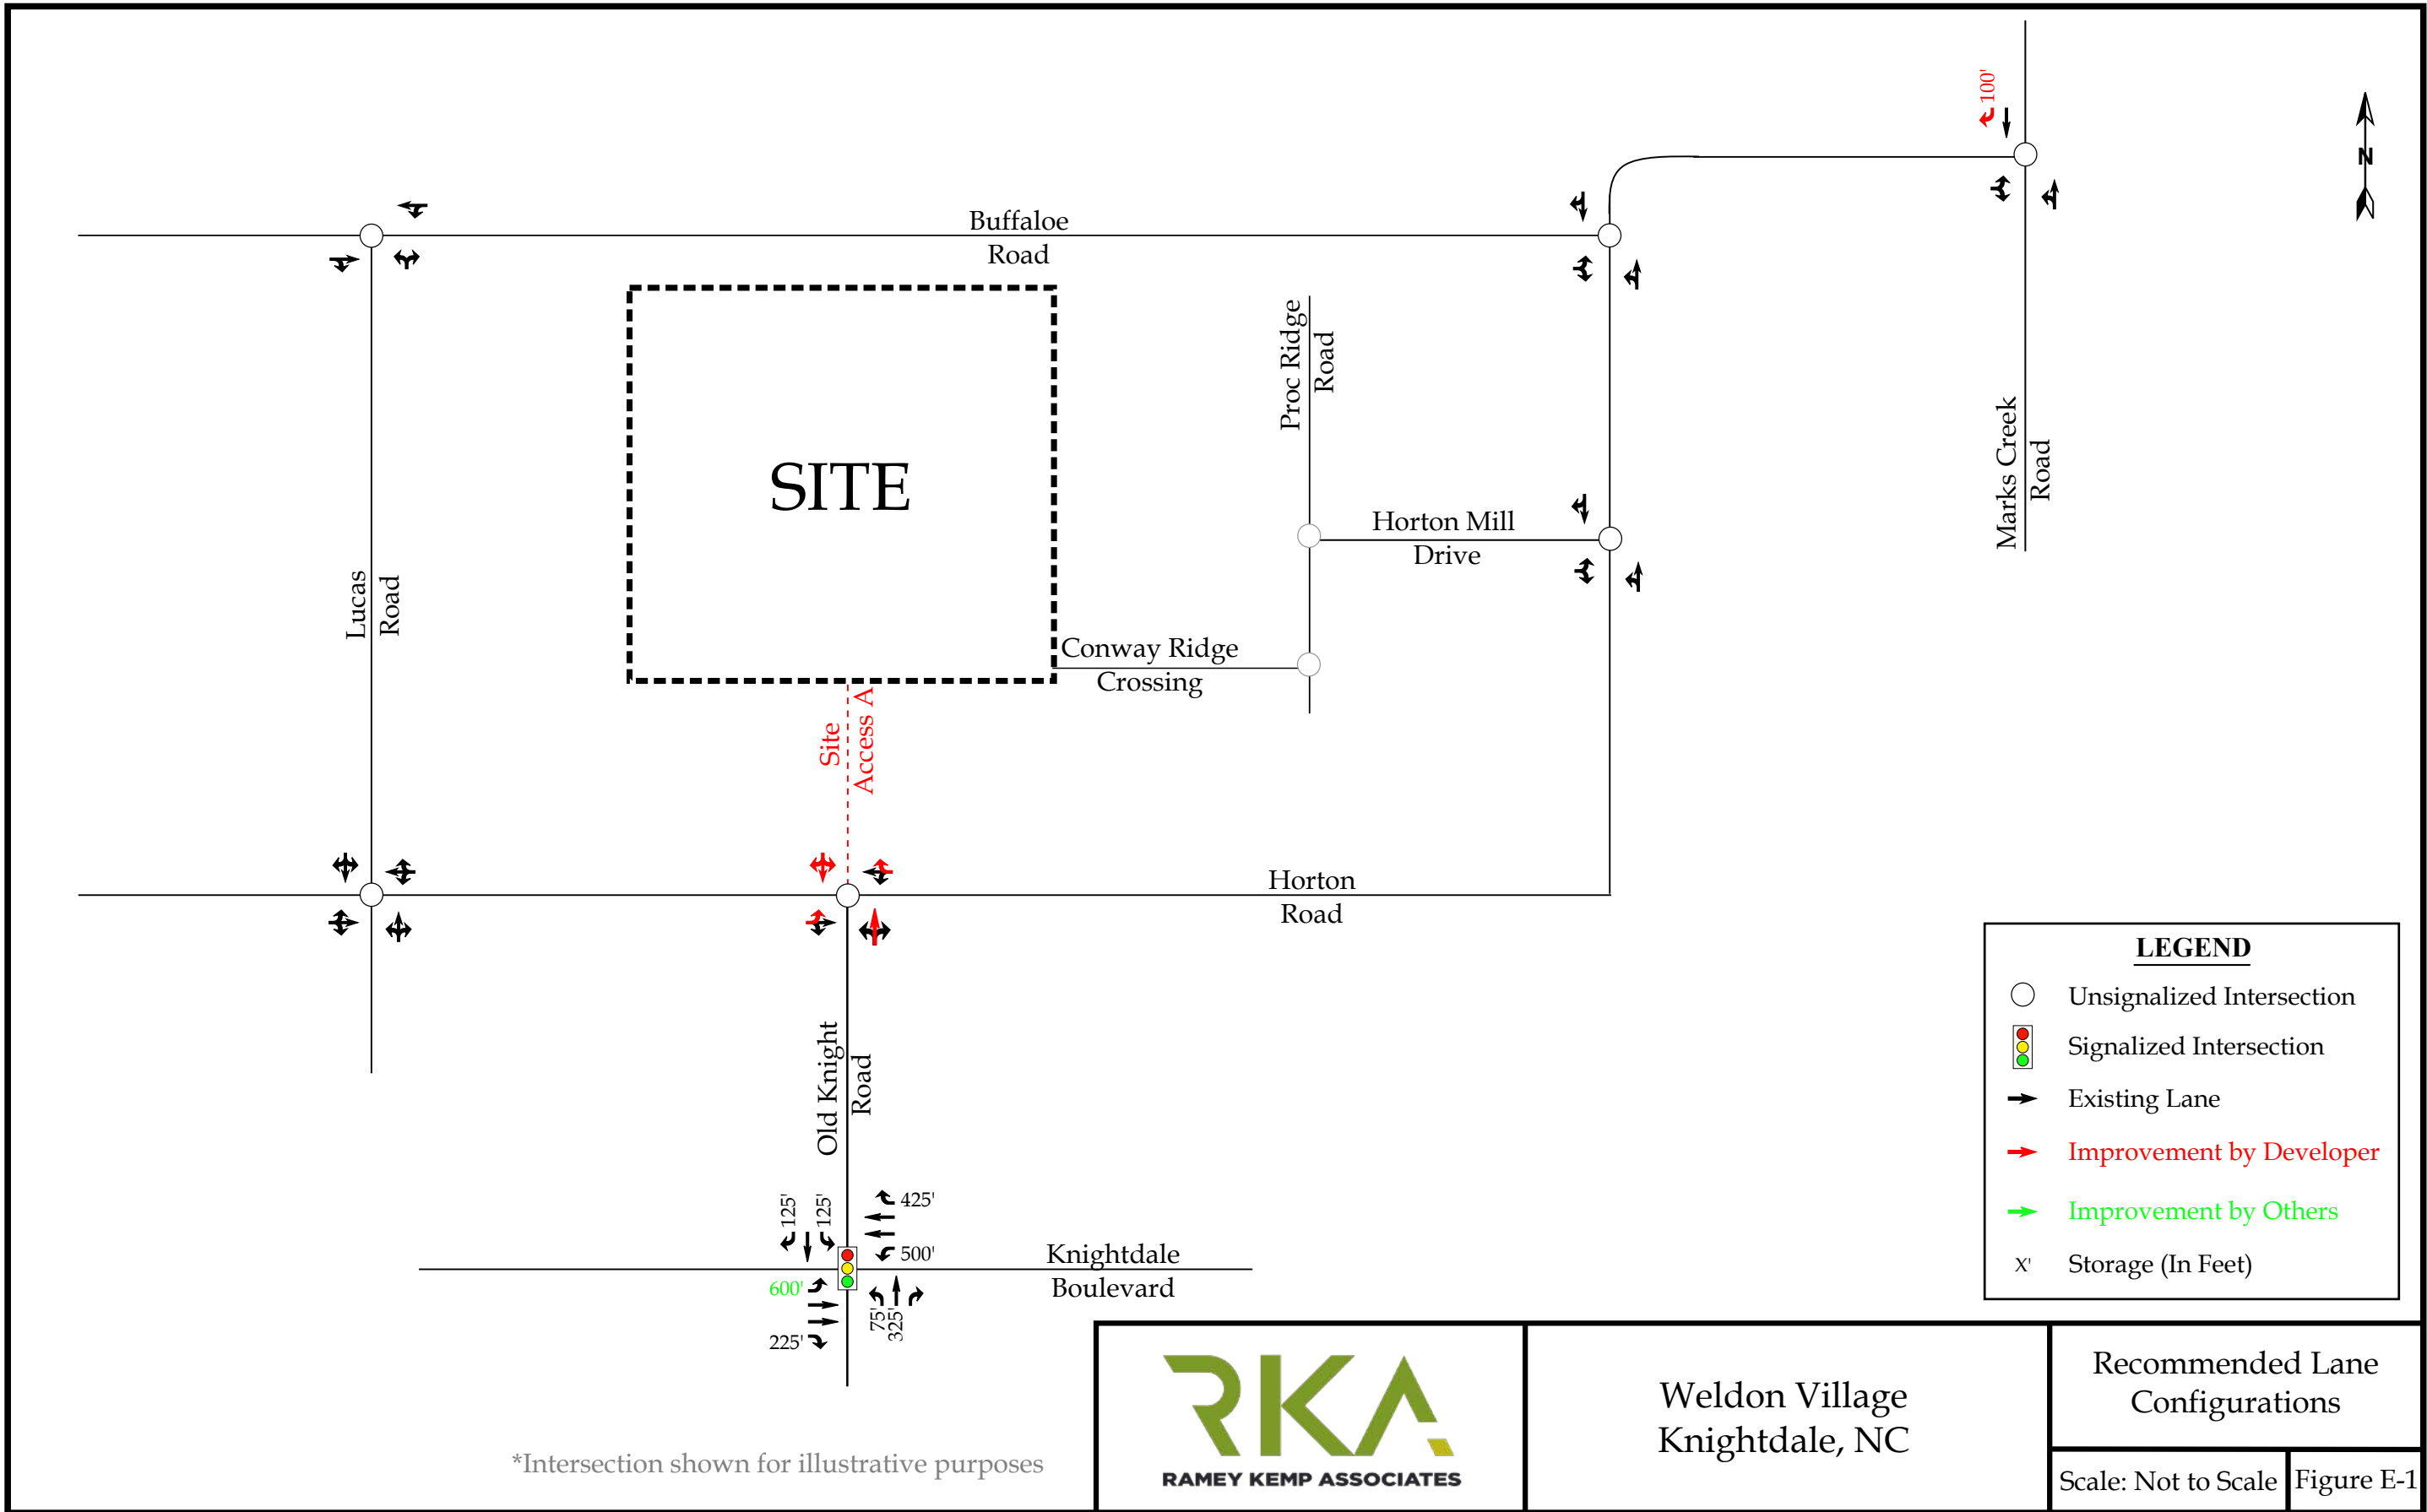 100'
N
Buffaloe
Road
Proc Ridge
Road
SITE
Marks Creek
Road
Horton Mill
Drive
Lucas
Road
Conway Ridge
Crossing
Site
Access A
Horton
Road
Old Knight
Road
125'
125'
425'
500'
Knightdale
Boulevard
600'
225'
75'
325'
LEGEND
Unsignalized Intersection
Signalized Intersection
Existing Lane
Improvement by Developer
Improvement by Others
X' Storage (In Feet)
*Intersection shown for illustrative purposes
RKA
RAMEY KEMP ASSOCIATES
Weldon Village
Knightdale, NC
Recommended Lane
Configurations
Scale: Not to Scale
Figure E-1